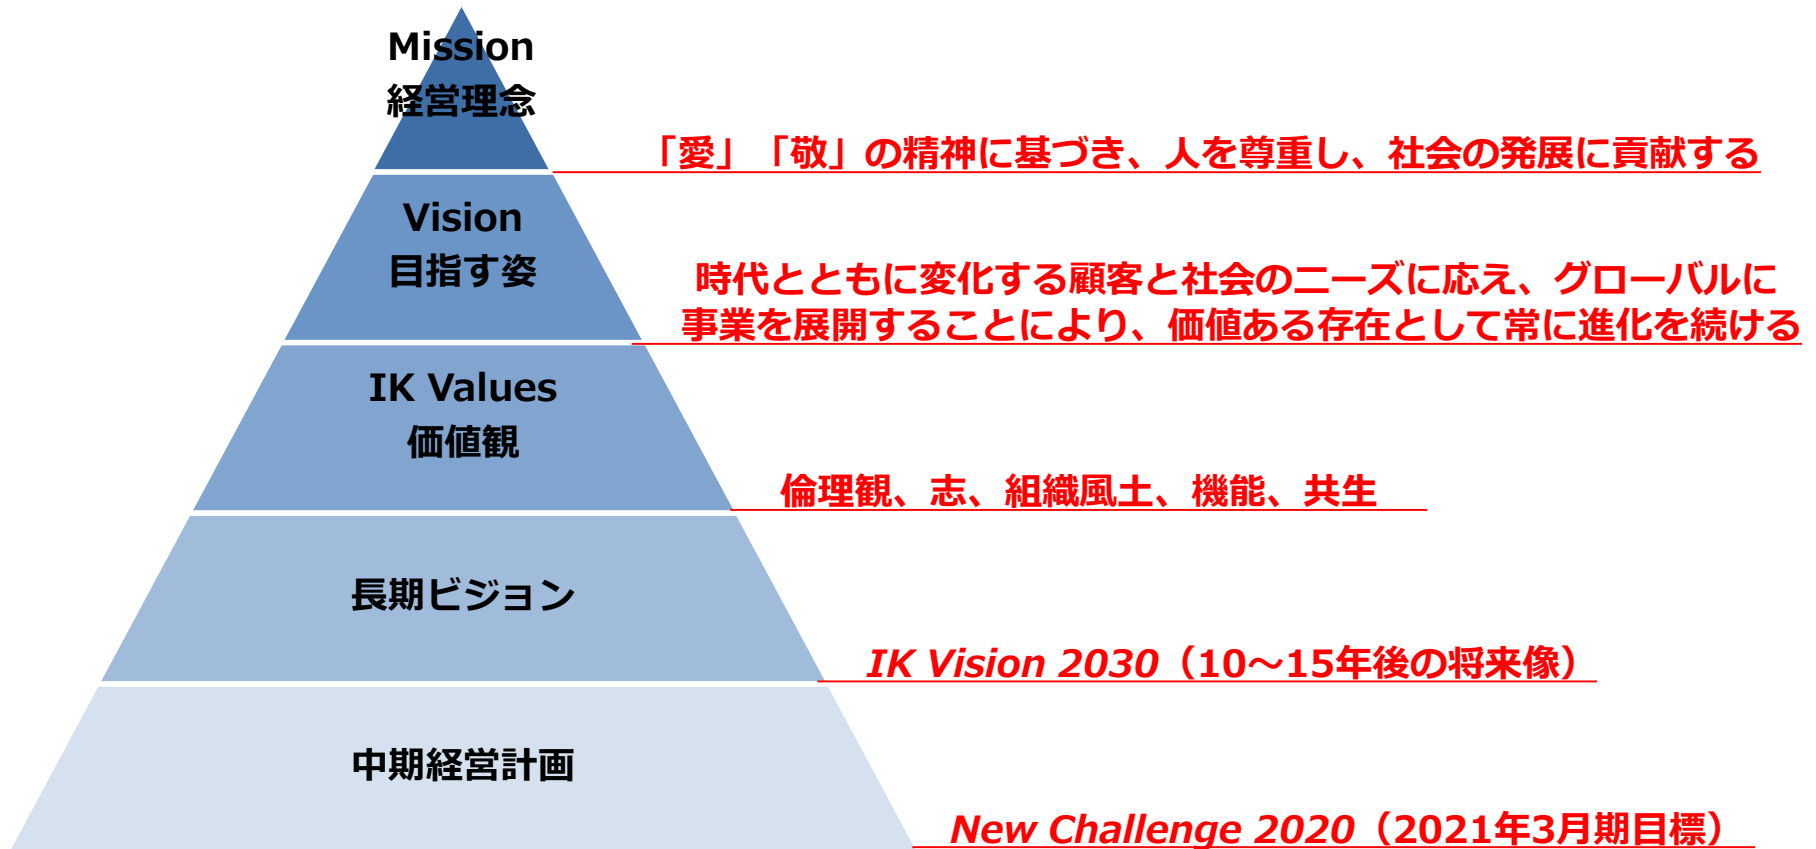 Mission
経営理念
「愛」「敬」の精神に基づき、人を尊重し、社会の発展に貢献する
Vision
目指す姿
時代とともに変化する顧客と社会のニーズに応え、グローバルに
事業を展開することにより、価値ある存在として常に進化を続ける
IK Values
価値観
倫理観、志、組織風土、機能、共生
長期ビジョン
IK Vision 2030（10～15年後の将来像）
中期経営計画
New Challenge 2020（2021年3月期目標）